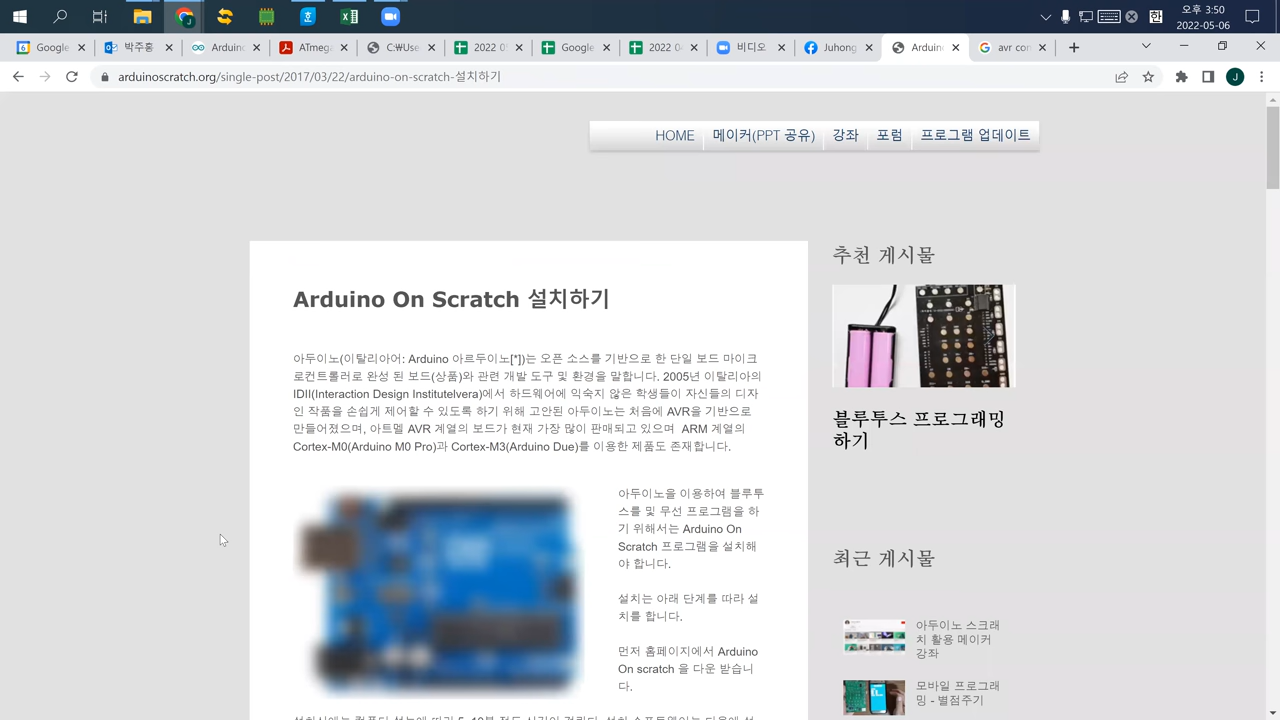 오후 3:50
2022-05-06
한
Google
박주홍
Arduin
ATmega
C:₩Use
2022 0
Google
2022 04
비디오
Juhong
Arduin
avr con
arduinoscratch.org/single-post/2017/03/22/arduino-on-scratch-설치하기
J
HOME 메이커(PPT 공유) 강좌 포럼 프로그램 업데이트
Arduino On Scratch 설치하기
아두이노(이탈리아어: Arduino 아르두이노[*])는 오픈 소스를 기반으로 한 단일 보드 마이크
로컨트롤러로 완성 된 보드(상품)와 관련 개발 도구 및 환경을 말합니다. 2005년 이탈리아의
IDII(Interaction Design Institutelvera)에서 하드웨어에 익숙지 않은 학생들이 자신들의 디자
인 작품을 손쉽게 제어할 수 있도록 하기 위해 고안된 아두이노는 처음에 AVR을 기반으로
만들어졌으며, 아트멜 AVR 계열의 보드가 현재 가장 많이 판매되고 있으며 ARM 계열의
Cortex-M0(Arduino M0 Pro)과 Cortex-M3(Arduino Due)를 이용한 제품도 존재합니다.
아두이노을 이용하여 블루투
스를 및 무선 프로그램을 하
기 위해서는 Arduino On
Scratch 프로그램을 설치해
야 합니다.
설치는 아래 단계를 따라 설
치를 합니다.
먼저 홈페이지에서 Arduino
On scratch 을 다운 받습니
다.
추천 게시물
블루투스 프로그래밍
하기
최근 게시물
아두이노 스크래
치 활용 메이커
강좌
모바일 프로그래
밍 - 별점주기